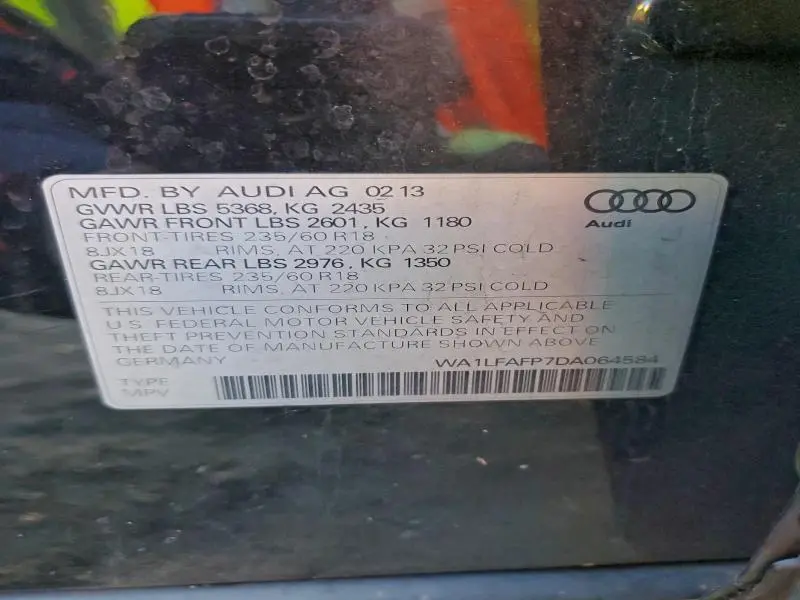 MFD. BY AUDI AG 02 13
GVWR LBS 5368, KG 2435
GAWR FRONT LBS 2601, KG 1180
FRONT-TIRES 235/60 R18
8JX18 RIMS, AT 220 KPA 32 PSI COLD
GAWR REAR LBS 2976, KG 1350
REAR-TIRES 235/60 R18
8JX18 RIMS, AT 220 KPA 32 PSI COLD
Audi
THIS VEHICLE CONFORMS TO ALL APPLICABLE
U.S. FEDERAL MOTOR VEHICLE SAFETY AND
THEFT PREVENTION STANDARDS IN EFFECT ON
THE DATE OF MANUFACTURE SHOWN ABOVE
GERMANY WA1LFAFP7DA064584
TYPE
MPV